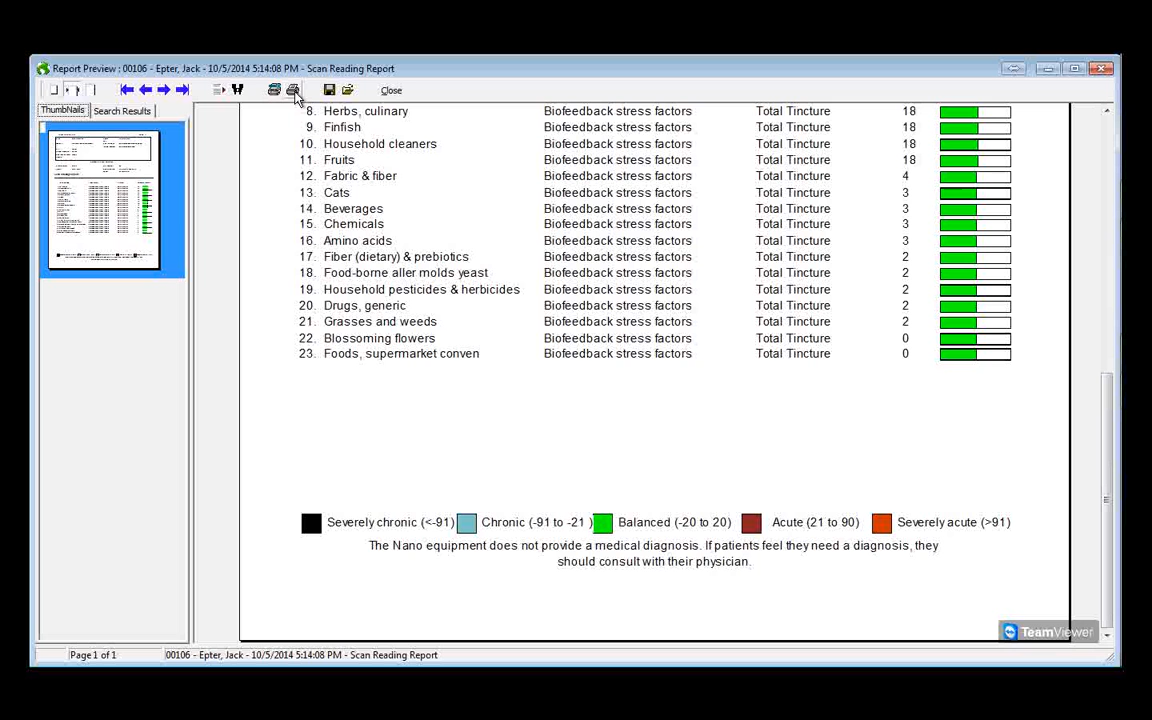 Report Preview : 00106 - Epter, Jack - 10/5/2014 5:14:08 PM - Scan Reading Report
Close
ThumbNails Search Results
8. Herbs, culinary Biofeedback stress factors Total Tincture 18
9. Finfish Biofeedback stress factors Total Tincture 18
10. Household cleaners Biofeedback stress factors Total Tincture 18
11. Fruits Biofeedback stress factors Total Tincture 18
12. Fabric & fiber Biofeedback stress factors Total Tincture 4
13. Cats Biofeedback stress factors Total Tincture 3
14. Beverages Biofeedback stress factors Total Tincture 3
15. Chemicals Biofeedback stress factors Total Tincture 3
16. Amino acids Biofeedback stress factors Total Tincture 3
17. Fiber (dietary) & prebiotics Biofeedback stress factors Total Tincture 2
18. Food-borne aller molds yeast Biofeedback stress factors Total Tincture 2
19. Household pesticides & herbicides Biofeedback stress factors Total Tincture 2
20. Drugs, generic Biofeedback stress factors Total Tincture 2
21. Grasses and weeds Biofeedback stress factors Total Tincture 2
22. Blossoming flowers Biofeedback stress factors Total Tincture 0
23. Foods, supermarket conven Biofeedback stress factors Total Tincture 0
Severely chronic (<-91) Chronic (-91 to -21 ) Balanced (-20 to 20) Acute (21 to 90) Severely acute (>91)
The Nano equipment does not provide a medical diagnosis. If patients feel they need a diagnosis, they
should consult with their physician.
TeamViewer
Page 1 of 1 00106 - Epter, Jack - 10/5/2014 5:14:08 PM - Scan Reading Report